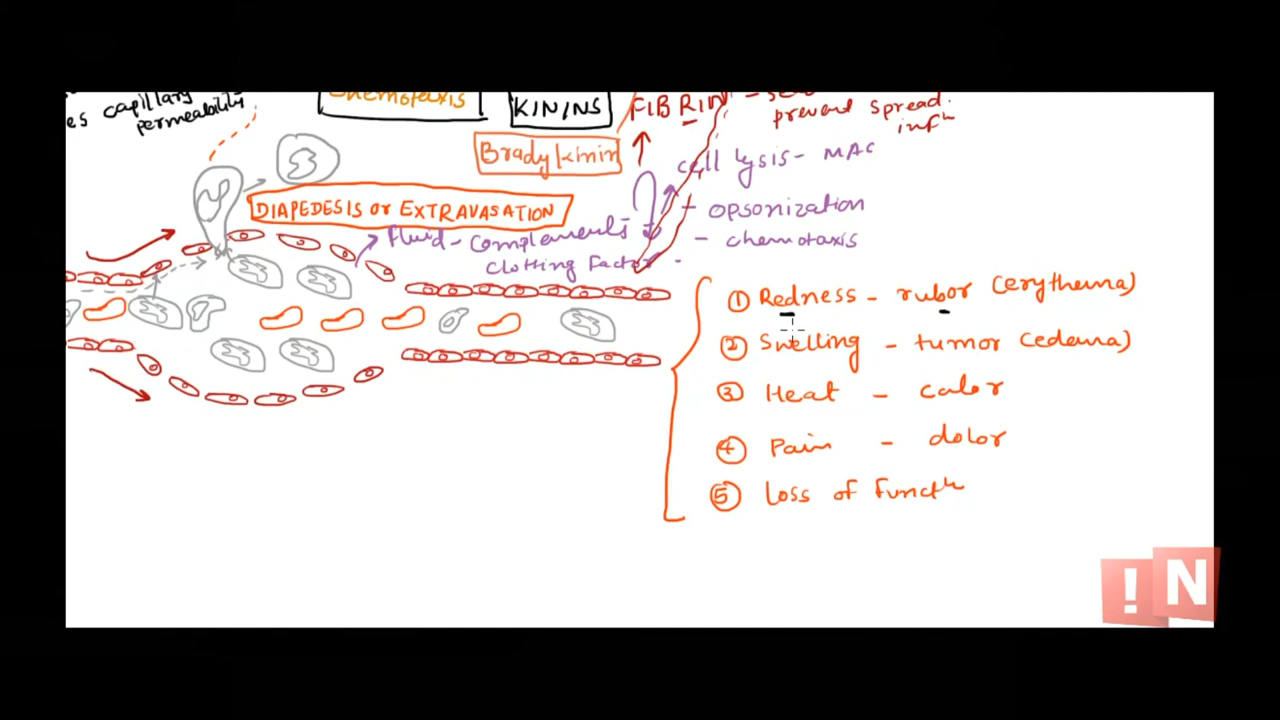 es capillary
permeability
Chemotaxis
KININS
FIBRIN -
prevent spread.
infn
Bradykinin
cell lysis - MAC
DIAPEDESIS or EXTRAVASATION
- opsonization
fluid - complements
- chemotaxis
clotting Factor
① Redness - rubor (erythema)
② Swelling - tumor (edema)
③ Heat - calor
④ Pain - dolor
⑤ Loss of functn
! N